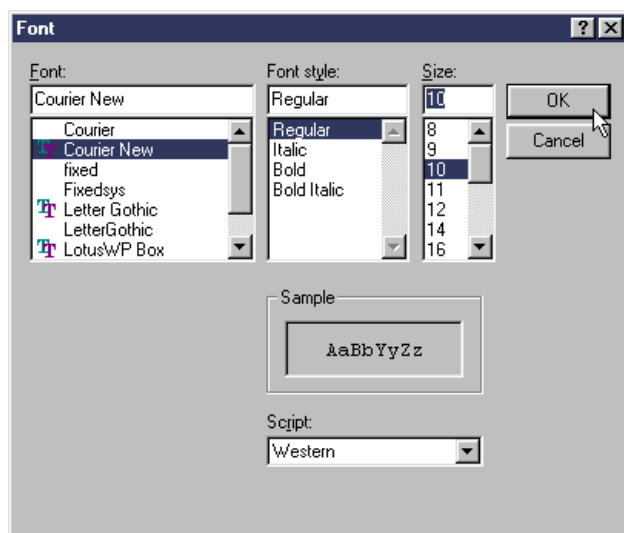 Font
Font:
Font style:
Size:
Courier New
Regular
10
OK
Cancel
Courier
Courier New
fixed
Fixedsys
Letter Gothic
LetterGothic
LotusWP Box
Regular
Italic
Bold
Bold Italic
8
9
10
11
12
14
16
Sample
AaBbYyZz
Script:
Western